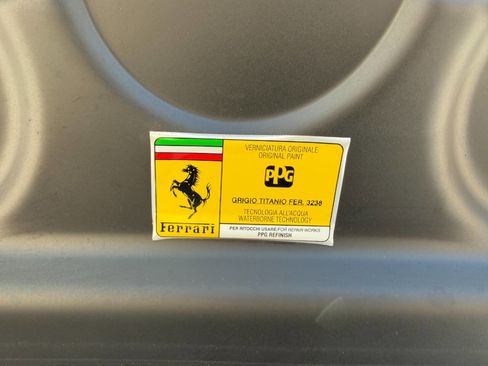 VERNICIATURA ORIGINALE
ORIGINAL PAINT
PPG
GRIGIO TITANIO FER. 3238
TECNOLOGIA ALL'ACQUA
WATERBORNE TECHNOLOGY
Ferrari
PER RITOCCHI USARE/FOR REPAIR WORKS
PPG REFINISH